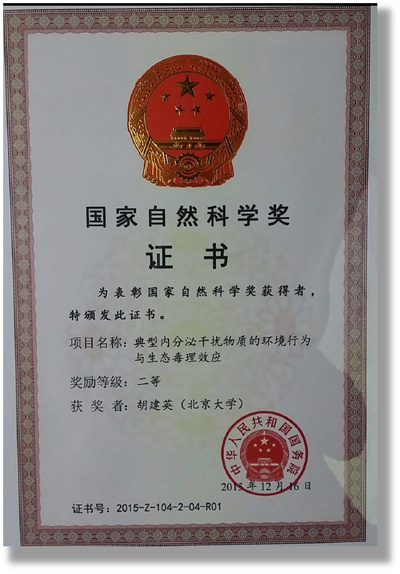 国家自然科学奖
证书
为表彰国家自然科学奖获得者，
特颁发此证书。
项目名称：典型内分泌干扰物质的环境行为
与生态毒理效应
奖励等级：二等
获奖者：胡建英（北京大学）
中华人民共和国国务院
2015年12月16日
证书号：2015-Z-104-2-04-R01